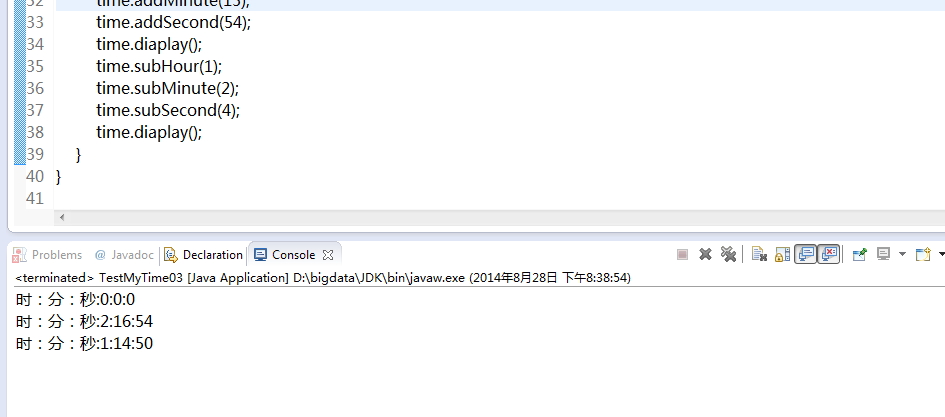 32 time.addMinute(15);
33 time.addSecond(54);
34 time.diaplay();
35 time.subHour(1);
36 time.subMinute(2);
37 time.subSecond(4);
38 time.diaplay();
39 }
40 }
41
Problems @ Javadoc Declaration Console
<terminated> TestMyTime03 [Java Application] D:\bigdata\JDK\bin\javaw.exe (2014年8月28日 下午8:38:54)
时：分：秒:0:0:0
时：分：秒:2:16:54
时：分：秒:1:14:50